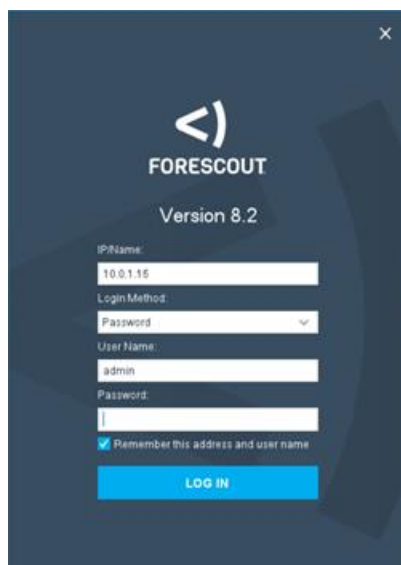 FORESCOUT
Version 8.2
IP/Name:
10.0.1.15
Login Method:
Password
User Name:
admin
Password:
Remember this address and user name
LOG IN